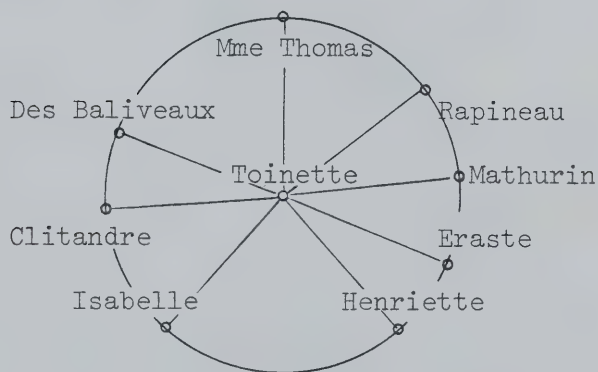 Mme Thomas
Des Baliveaux
Rapineau
Toinette
Mathurin
Clitandre
Eraste
Isabelle
Henriette